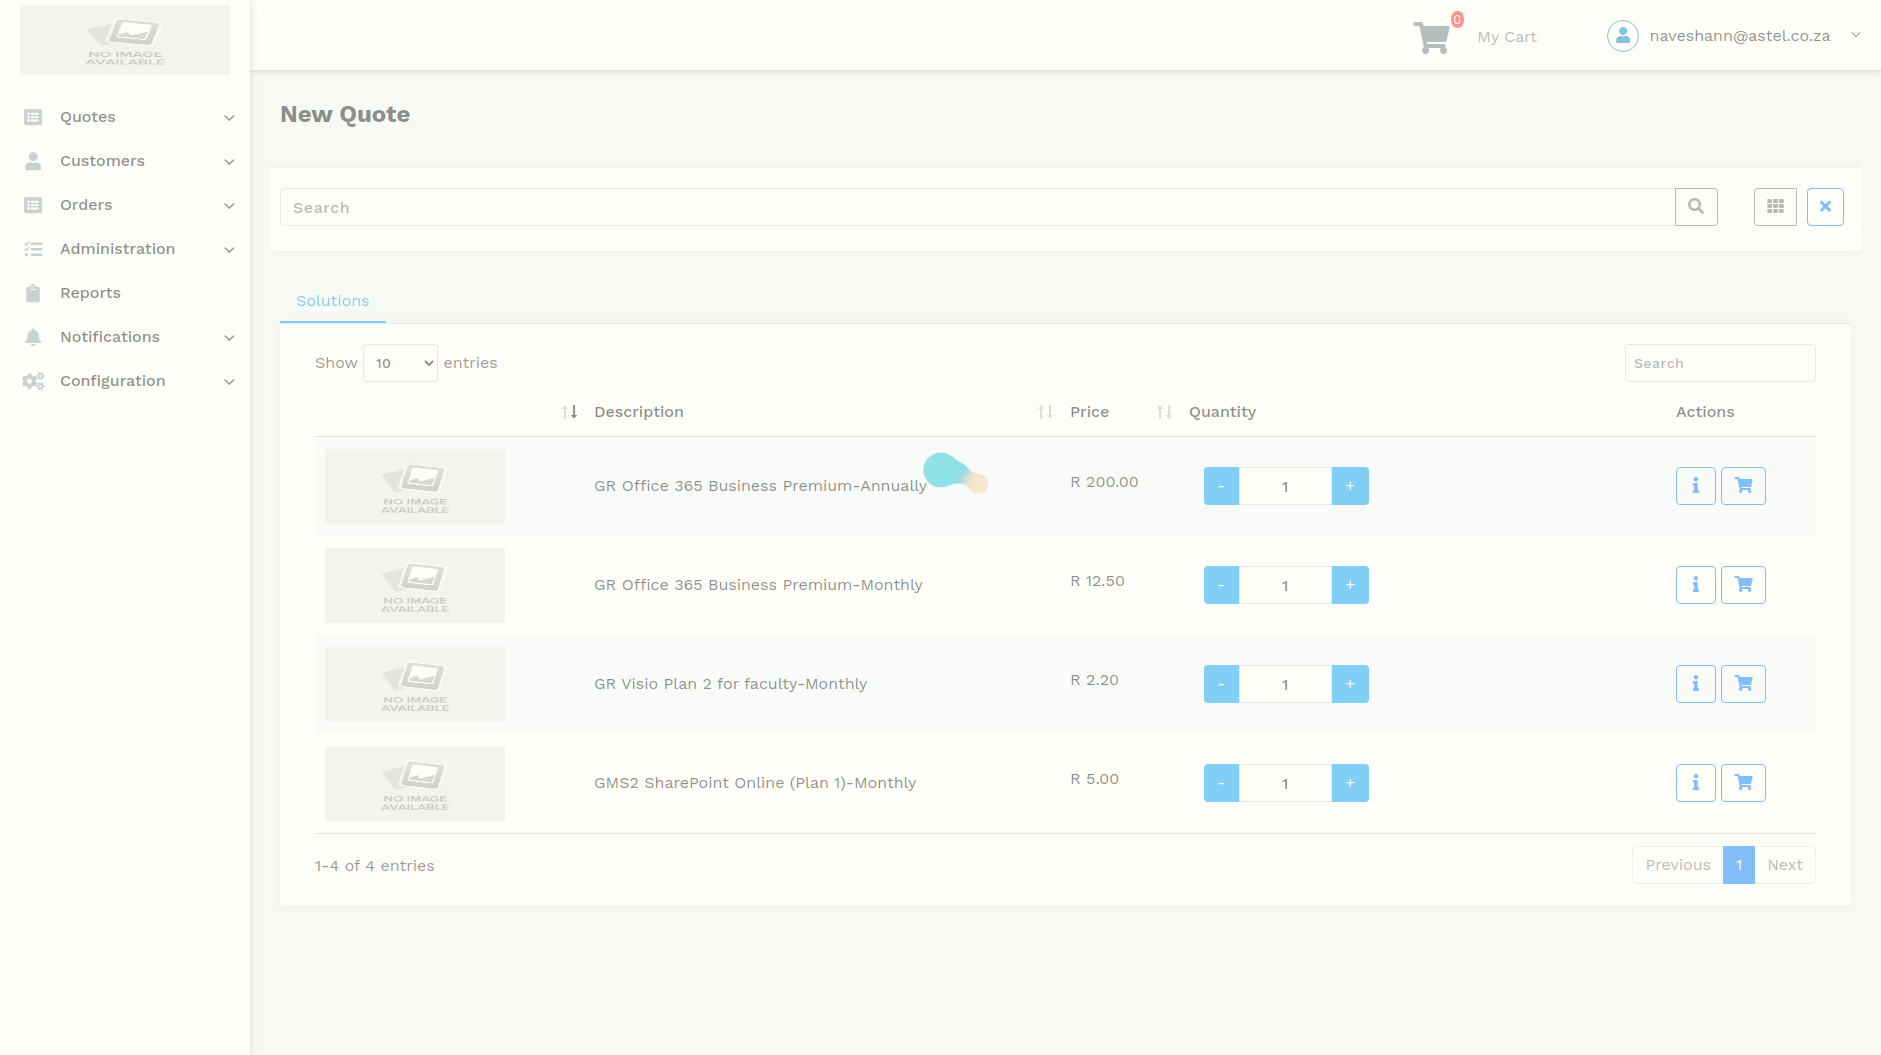 NO IMAGE
AVAILABLE
0
My Cart
naveshann@astel.co.za
Quotes
Customers
Orders
Administration
Reports
Notifications
Configuration
New Quote
Search
Solutions
Show 10 entries
Search
Description Price Quantity Actions
NO IMAGE
AVAILABLE
GR Office 365 Business Premium-Annually R 200.00 - 1 +
NO IMAGE
AVAILABLE
GR Office 365 Business Premium-Monthly R 12.50 - 1 +
NO IMAGE
AVAILABLE
GR Visio Plan 2 for faculty-Monthly R 2.20 - 1 +
NO IMAGE
AVAILABLE
GMS2 SharePoint Online (Plan 1)-Monthly R 5.00 - 1 +
1-4 of 4 entries
Previous 1 Next